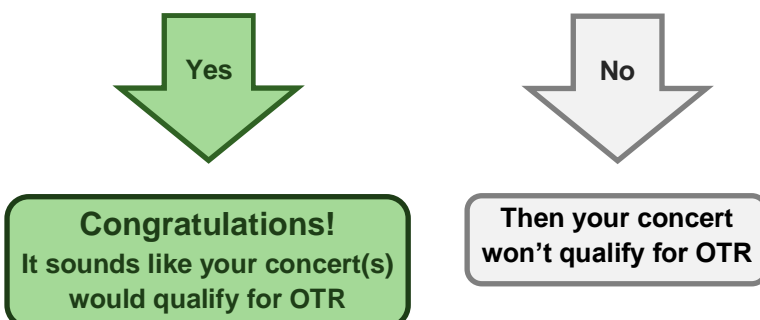 Yes
No
Congratulations!
It sounds like your concert(s)
would qualify for OTR
Then your concert
won’t qualify for OTR